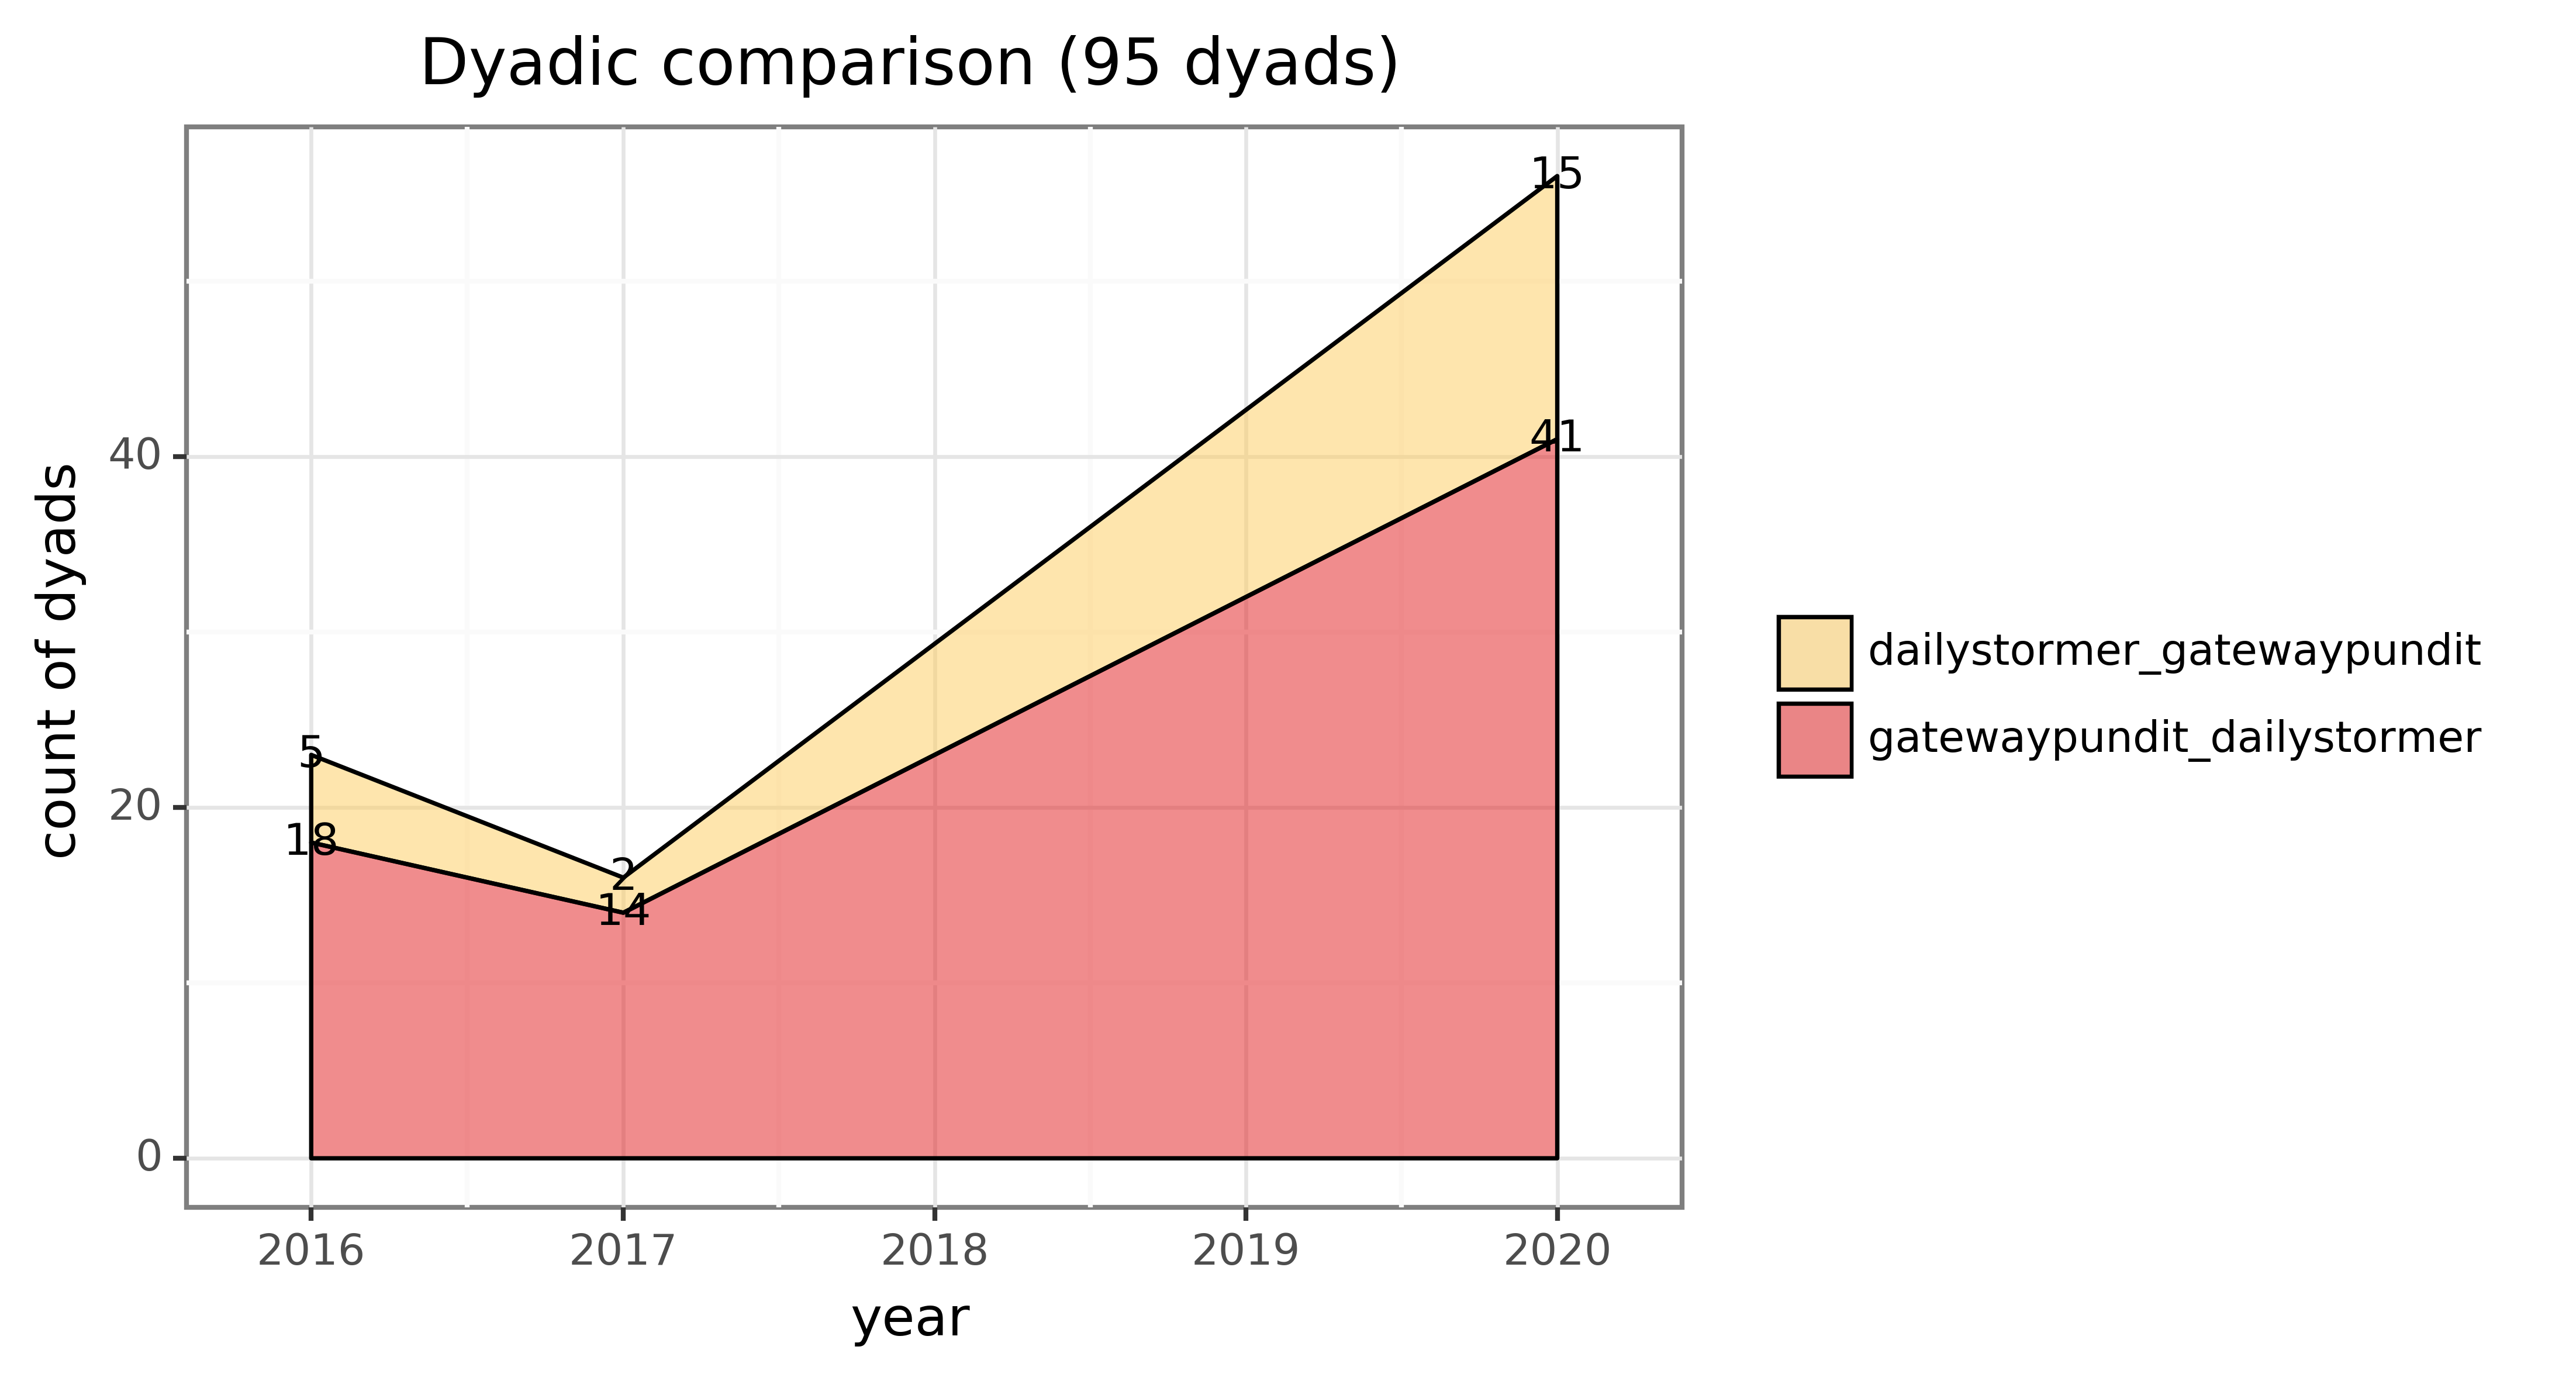 Dyadic comparison (95 dyads)
count of dyads
40
20
0
15
41
5
18
2
14
2016 2017 2018 2019 2020
year
dailystormer_gatewaypundit
gatewaypundit_dailystormer